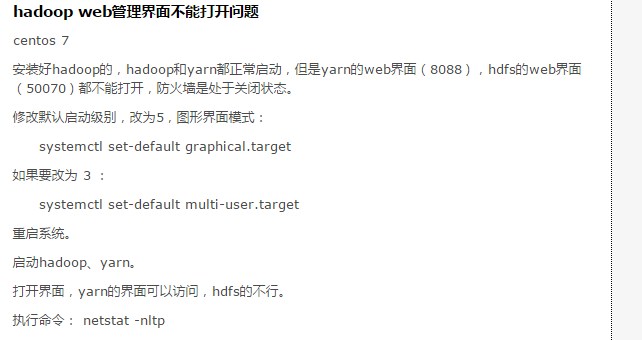 hadoop web管理界面不能打开问题
centos 7
安装好hadoop的，hadoop和yarn都正常启动，但是yarn的web界面（8088），hdfs的web界面
（50070）都不能打开，防火墙是处于关闭状态。
修改默认启动级别，改为5，图形界面模式：
systemctl set-default graphical.target
如果要改为 3 ：
systemctl set-default multi-user.target
重启系统。
启动hadoop、yarn。
打开界面，yarn的界面可以访问，hdfs的不行。
执行命令： netstat -nltp